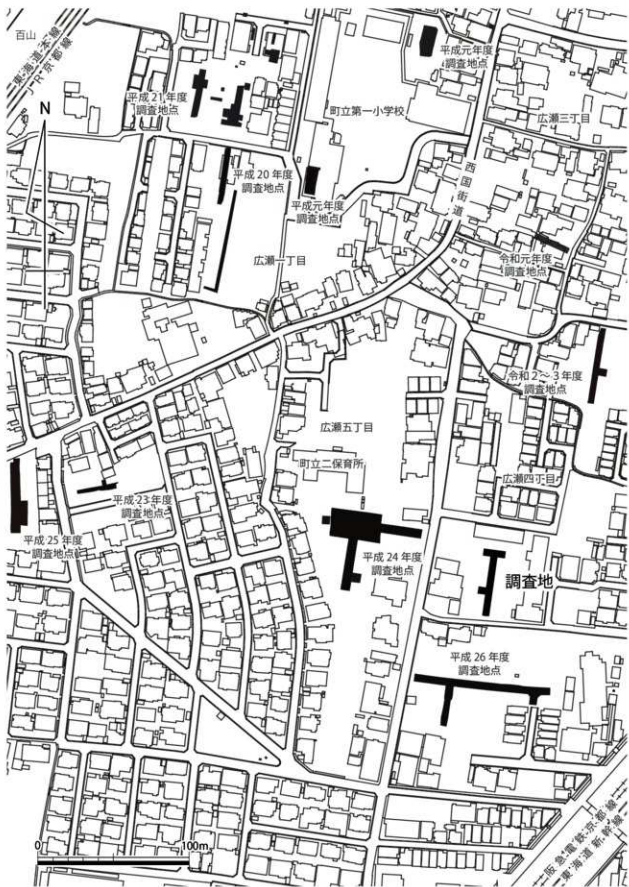 百山
東海道本線
JR京都線
平成元年度
調査地点
平成21年度
調査地点
町立第一小学校
広瀬三丁目
N
西国街道
平成20年度
調査地点
平成元年度
調査地点
広瀬一丁目
令和元年度
調査地点
令和2～3年度
調査地点
広瀬五丁目
町立二保育所
広瀬四丁目
平成23年度
調査地点
平成25年度
調査地点
平成24年度
調査地点
調査地
平成26年度
調査地点
阪急電鉄京都線
東海道新幹線
0
100m